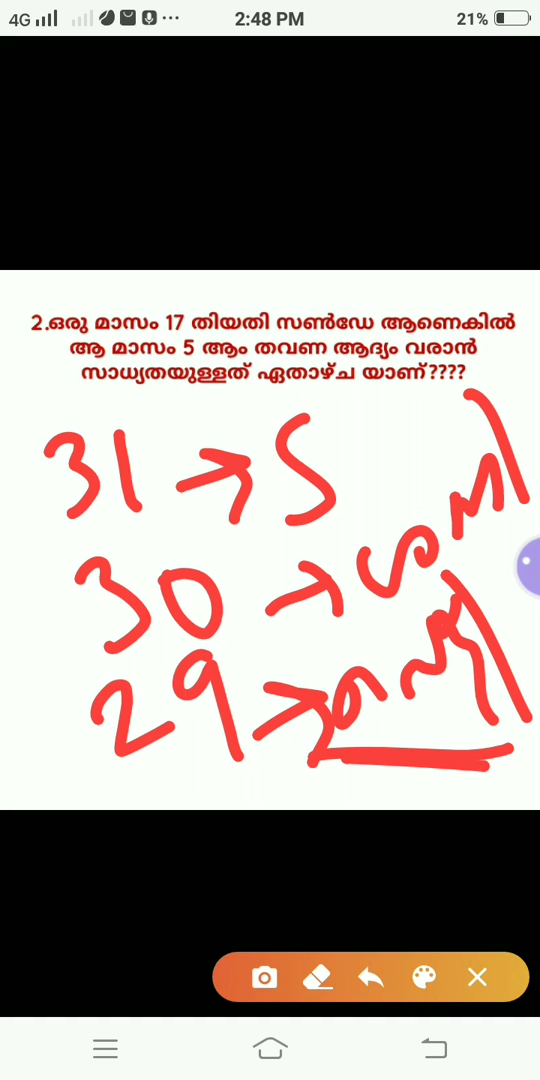 4G 2:48 PM 21%
2.ഒരു മാസം 17 തിയതി സൺഡേ ആണെകിൽ
ആ മാസം 5 ആം തവണ ആദ്യം വരാൻ
സാധ്യതയുള്ളത് ഏതാഴ്ച യാണ്????
31 → S
30 → ശനി
29 →